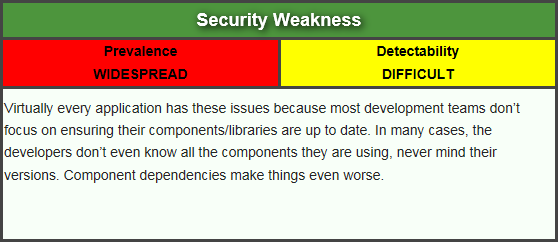 Security Weakness
Prevalence
WIDESPREAD
Detectability
DIFFICULT
Virtually every application has these issues because most development teams don’t
focus on ensuring their components/libraries are up to date. In many cases, the
developers don’t even know all the components they are using, never mind their
versions. Component dependencies make things even worse.